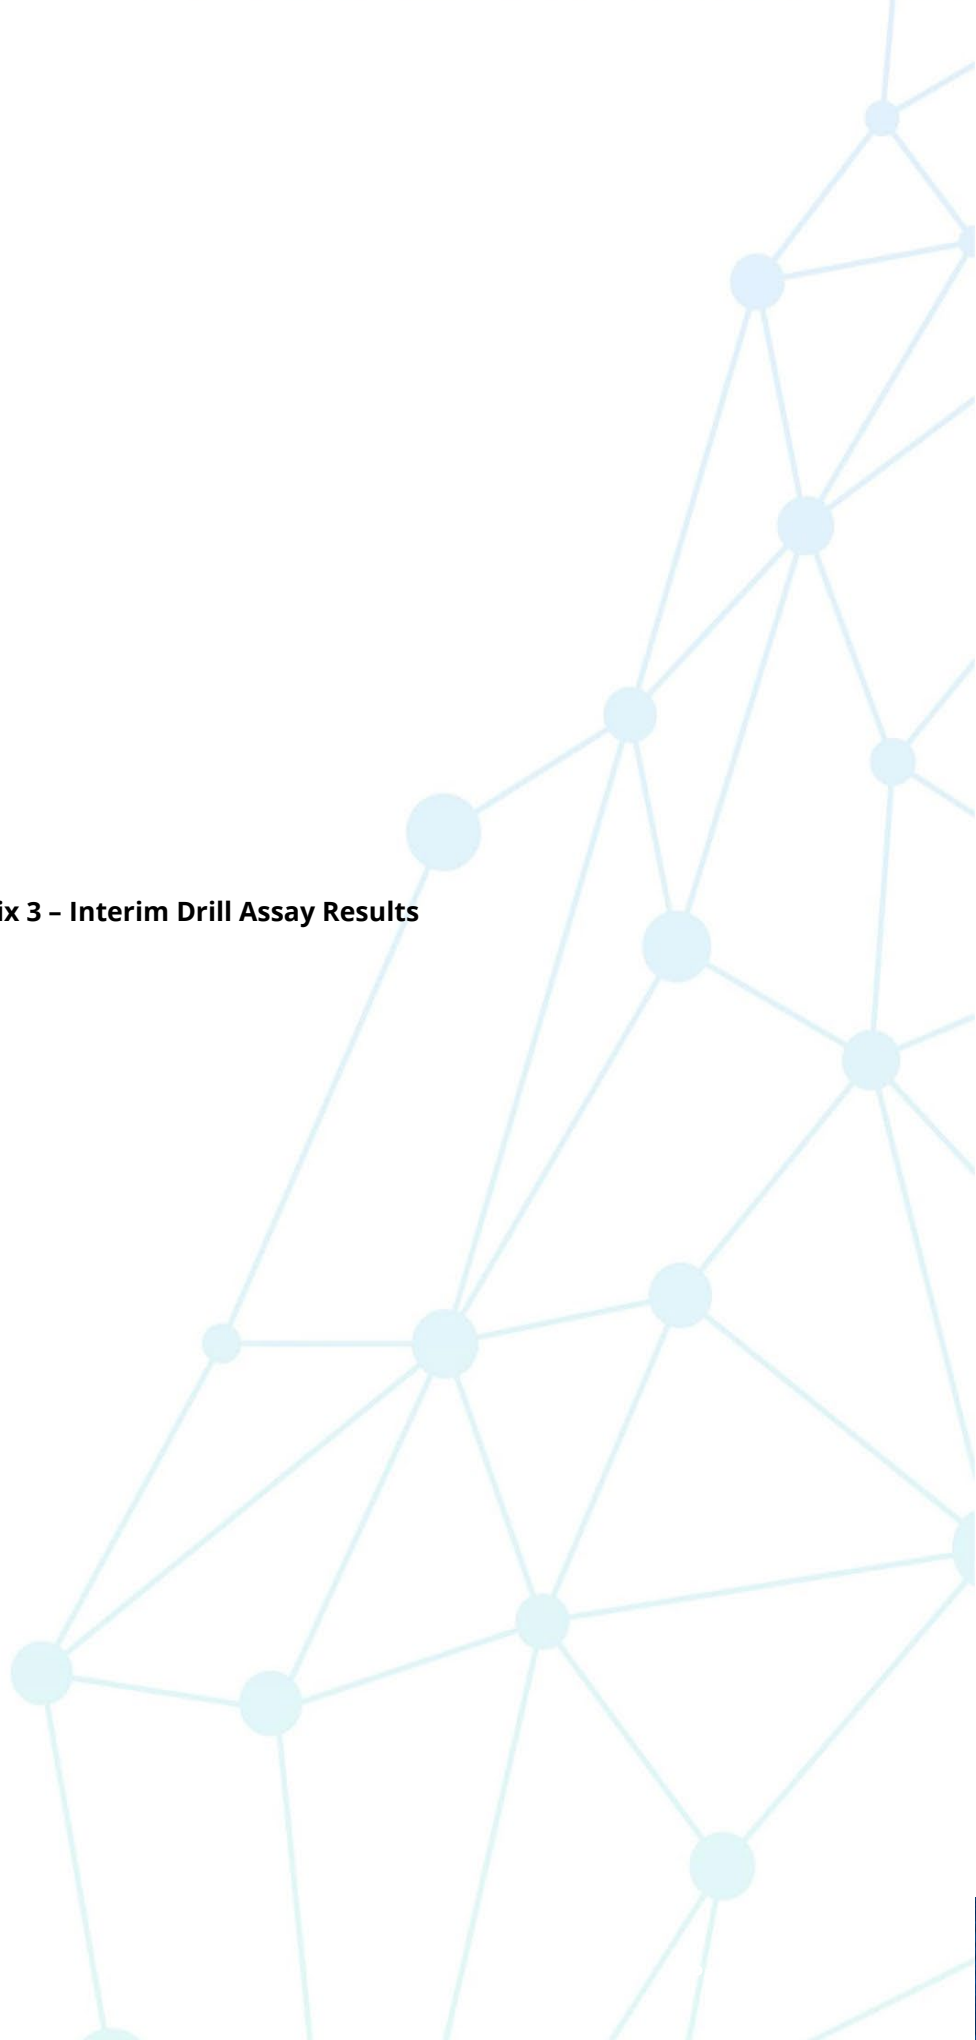 ix 3 – Interim Drill Assay Results